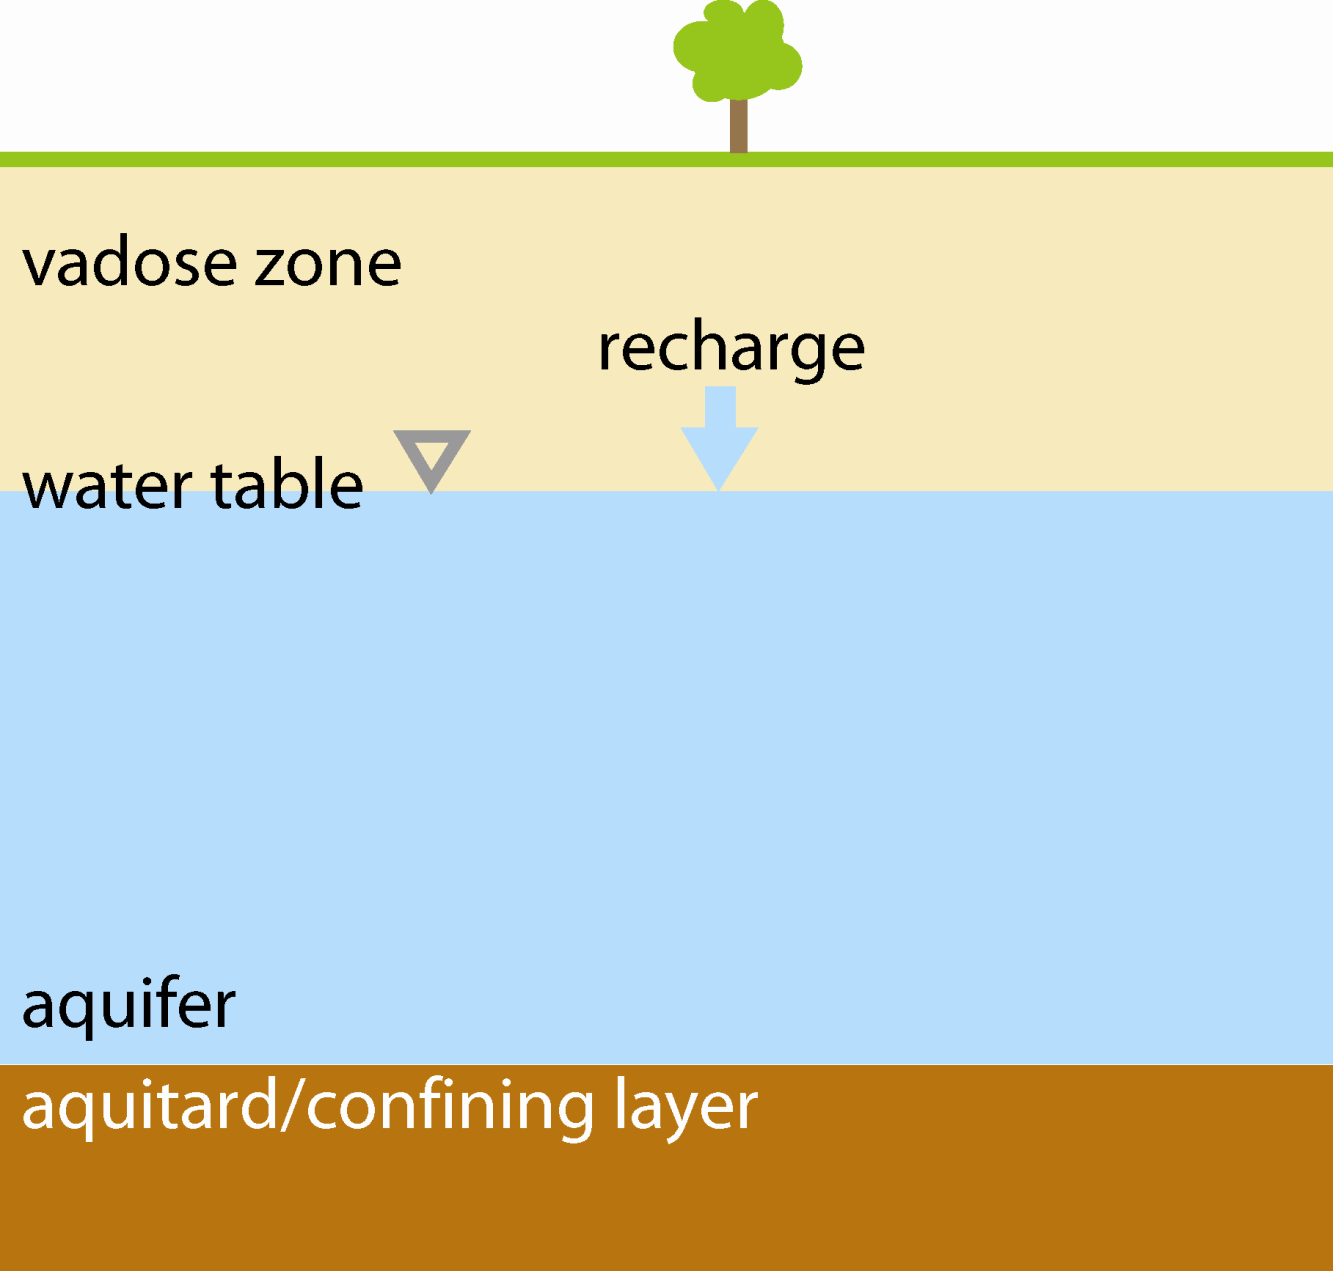 vadose zone
recharge
water table
aquifer
aquitard/confining layer